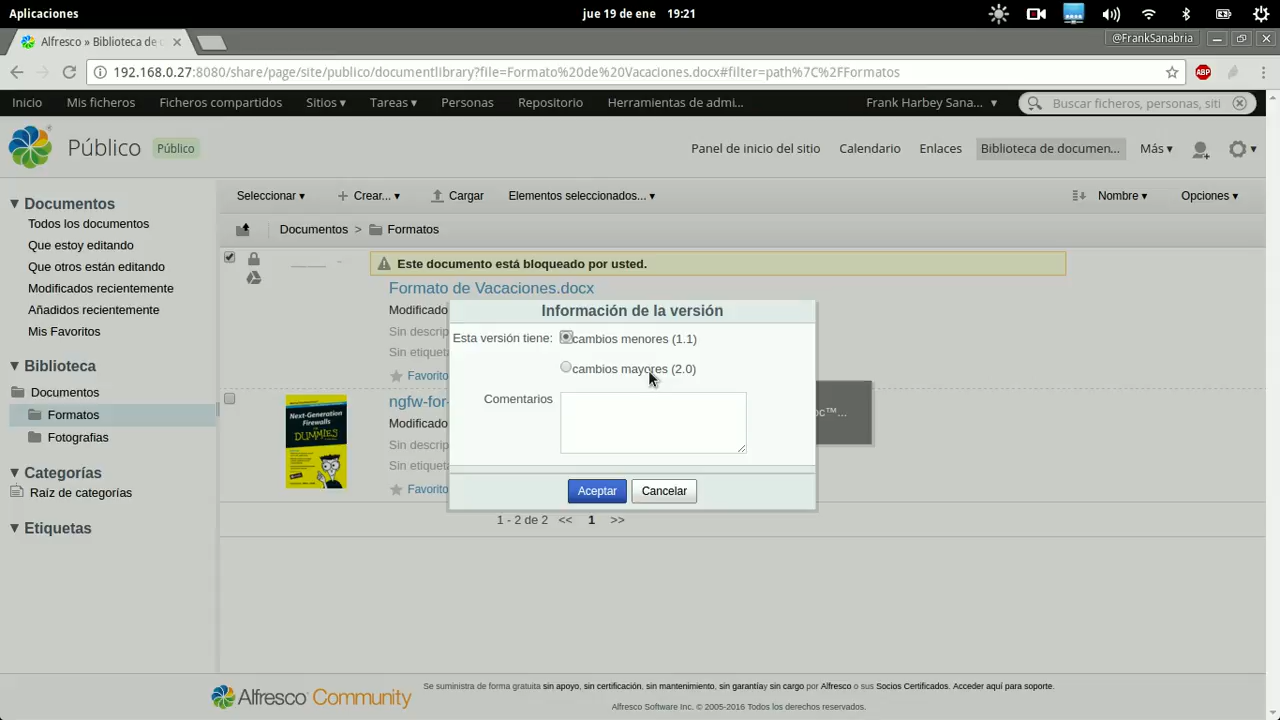 Aplicaciones
jue 19 de ene 19:21
Alfresco » Biblioteca de
@FrankSanabria
192.168.0.27:8080/share/page/site/publico/documentlibrary?file=Formato%20de%20Vacaciones.docx#filter=path%7C%2FFormatos
ABP
Inicio Mis ficheros Ficheros compartidos Sitios Tareas Personas Repositorio Herramientas de admi... Frank Harbey Sana... Buscar ficheros, personas, siti
Público Público Panel de inicio del sitio Calendario Enlaces Biblioteca de documen... Más
Seleccionar Crear... Cargar Elementos seleccionados... Nombre Opciones
Documentos > Formatos
Documentos
Todos los documentos
Que estoy editando
Que otros están editando
Modificados recientemente
Añadidos recientemente
Mis Favoritos
Biblioteca
Documentos
Formatos
Fotografias
Categorías
Raíz de categorías
Etiquetas
Este documento está bloqueado por usted.
Formato de Vacaciones.docx
Modificado
Sin descrip
Sin etiquet
Favorito
Next-Generation
Firewalls
DUMMIES
ngfw-for-
Modificado
Sin descrip
Sin etiquet
Favorito
Información de la versión
Esta versión tiene: cambios menores (1.1)
cambios mayores (2.0)
Comentarios
Aceptar Cancelar
oc™...
1 - 2 de 2 << 1 >>
Alfresco Community
Se suministra de forma gratuita sin apoyo, sin certificación, sin mantenimiento, sin garantíay sin cargo por Alfresco o sus Socios Certificados. Acceder aquí para soporte.
Alfresco Software Inc. © 2005-2016 Todos los derechos reservados.